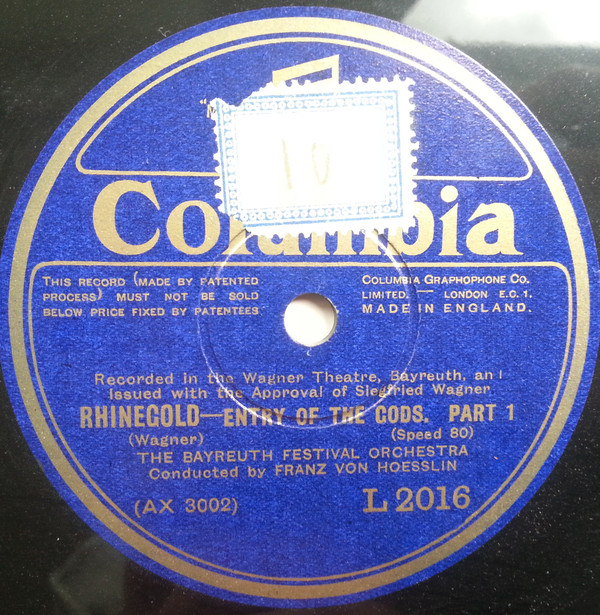 10
Columbia
THIS RECORD (MADE BY PATENTED
PROCESS) MUST NOT BE SOLD
BELOW PRICE FIXED BY PATENTEES
COLUMBIA GRAPHOPHONE CO.
LIMITED. — LONDON E.C.1.
MADE IN ENGLAND.
Recorded in the Wagner Theatre, Bayreuth, an
issued with the Approval of Siegfried Wagner
RHINEGOLD—ENTRY OF THE GODS. PART 1
(Wagner) (Speed 80)
THE BAYREUTH FESTIVAL ORCHESTRA
Conducted by FRANZ VON HOESSLIN
(AX 3002) L 2016